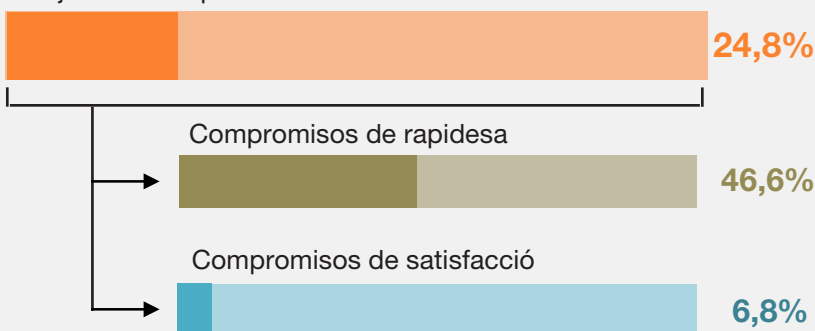 24,8%
Compromisos de rapidesa
46,6%
Compromisos de satisfacció
6,8%